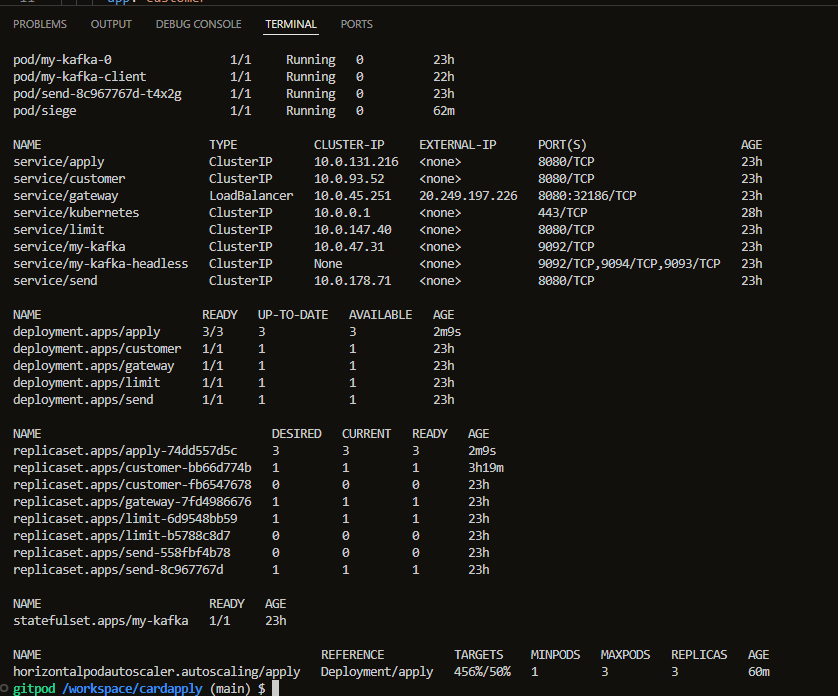 PROBLEMS OUTPUT DEBUG CONSOLE TERMINAL PORTS
pod/my-kafka-0 1/1 Running 0 23h
pod/my-kafka-client 1/1 Running 0 22h
pod/send-8c967767d-t4x2g 1/1 Running 0 23h
pod/siege 1/1 Running 0 62m
NAME TYPE CLUSTER-IP EXTERNAL-IP PORT(S) AGE
service/apply ClusterIP 10.0.131.216 <none> 8080/TCP 23h
service/customer ClusterIP 10.0.93.52 <none> 8080/TCP 23h
service/gateway LoadBalancer 10.0.45.251 20.249.197.226 8080:32186/TCP 23h
service/kubernetes ClusterIP 10.0.0.1 <none> 443/TCP 28h
service/limit ClusterIP 10.0.147.40 <none> 8080/TCP 23h
service/my-kafka ClusterIP 10.0.47.31 <none> 9092/TCP 23h
service/my-kafka-headless ClusterIP None <none> 9092/TCP,9094/TCP,9093/TCP 23h
service/send ClusterIP 10.0.178.71 <none> 8080/TCP 23h
NAME READY UP-TO-DATE AVAILABLE AGE
deployment.apps/apply 3/3 3 3 2m9s
deployment.apps/customer 1/1 1 1 23h
deployment.apps/gateway 1/1 1 1 23h
deployment.apps/limit 1/1 1 1 23h
deployment.apps/send 1/1 1 1 23h
NAME DESIRED CURRENT READY AGE
replicaset.apps/apply-74dd557d5c 3 3 3 2m9s
replicaset.apps/customer-bb66d774b 1 1 1 3h19m
replicaset.apps/customer-fb6547678 0 0 0 23h
replicaset.apps/gateway-7fd4986676 1 1 1 23h
replicaset.apps/limit-6d9548bb59 1 1 1 23h
replicaset.apps/limit-b5788c8d7 0 0 0 23h
replicaset.apps/send-558fbf4b78 0 0 0 23h
replicaset.apps/send-8c967767d 1 1 1 23h
NAME READY AGE
statefulset.apps/my-kafka 1/1 23h
NAME REFERENCE TARGETS MINPODS MAXPODS REPLICAS AGE
horizontalpodautoscaler.autoscaling/apply Deployment/apply 456%/50% 1 3 3 60m
gitpod /workspace/cardapply (main) $